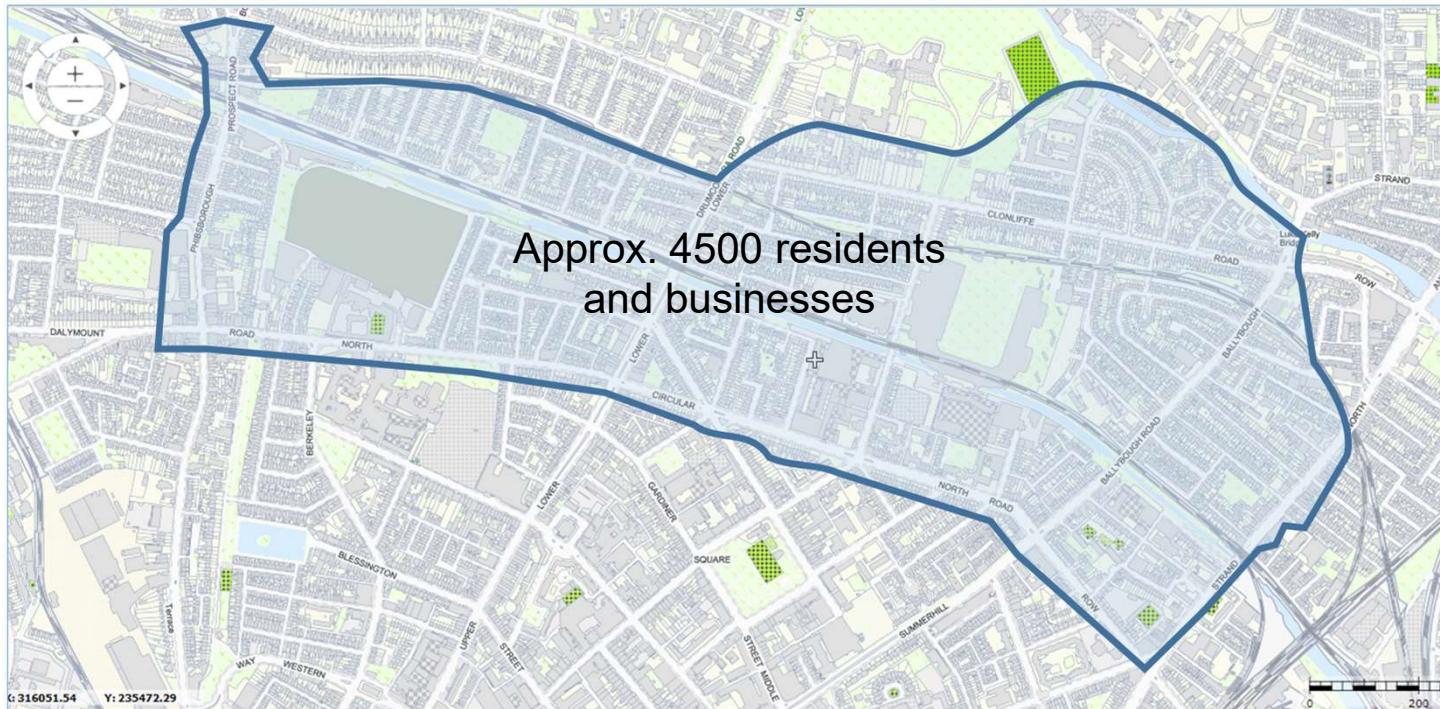 PROSPECT ROAD
STRAND
DRUMCONDRA ROAD
LOWER
CLONLIFFE
ROAD
PHIBSBOROUGH
Approx. 4500 residents
and businesses
Bridge
ROW
DALYMOUNT
ROAD
NORTH
LOWER
BALLYBOUGH
CIRCULAR
NORTH
BERKELEY
BALLYBOUGH ROAD
LOWER
GARDINER
NORTH
ROAD
SQUARE
BLESSINGTON
STRAND
ROW
SUMMERHILL
Terrace
UPPER
STREET
STREET MIDDLE
WAY
WESTERN
: 316051.54 Y: 235472.29
0 200